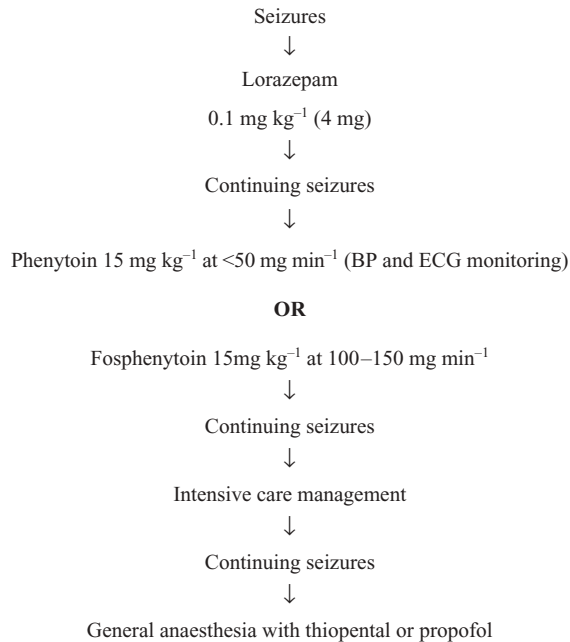 Seizures
↓
Lorazepam
0.1 mg kg⁻¹ (4 mg)
↓
Continuing seizures
↓
Phenytoin 15 mg kg⁻¹ at <50 mg min⁻¹ (BP and ECG monitoring)
OR
Fosphenytoin 15mg kg⁻¹ at 100–150 mg min⁻¹
↓
Continuing seizures
↓
Intensive care management
↓
Continuing seizures
↓
General anaesthesia with thiopental or propofol